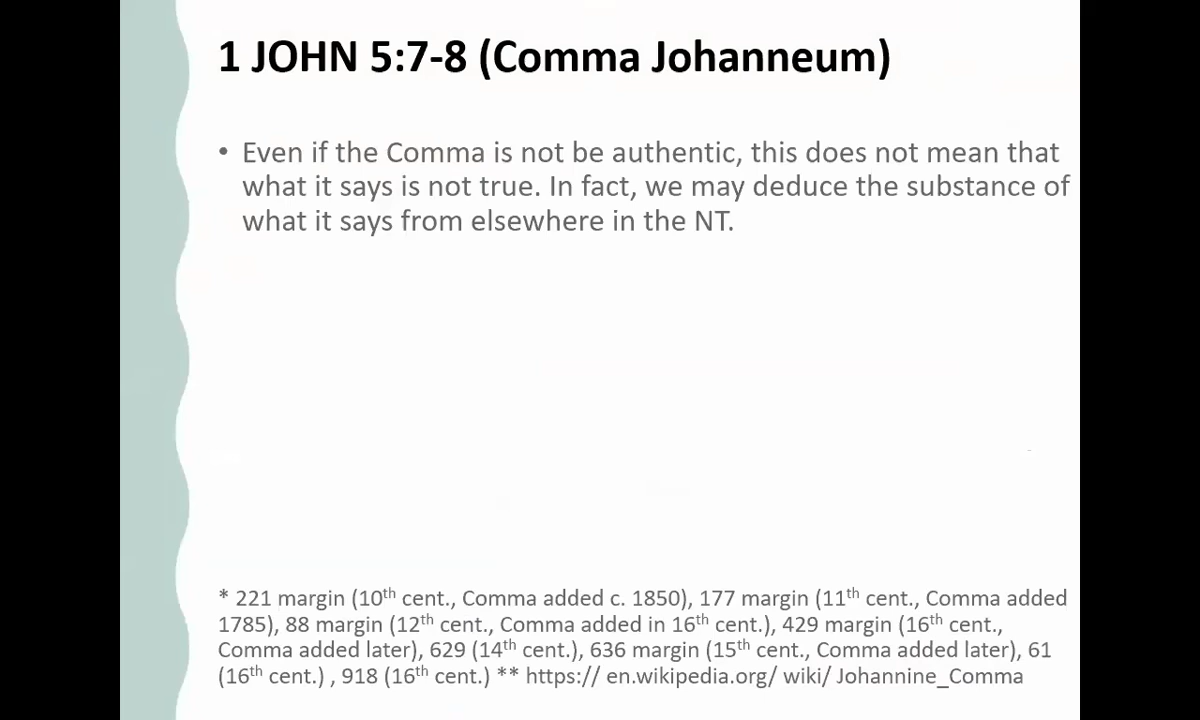 1 JOHN 5:7-8 (Comma Johanneum)
• Even if the Comma is not be authentic, this does not mean that
what it says is not true. In fact, we may deduce the substance of
what it says from elsewhere in the NT.
* 221 margin (10th cent., Comma added c. 1850), 177 margin (11th cent., Comma added
1785), 88 margin (12th cent., Comma added in 16th cent.), 429 margin (16th cent.,
Comma added later), 629 (14th cent.), 636 margin (15th cent., Comma added later), 61
(16th cent.) , 918 (16th cent.) ** https:// en.wikipedia.org/ wiki/ Johannine_Comma